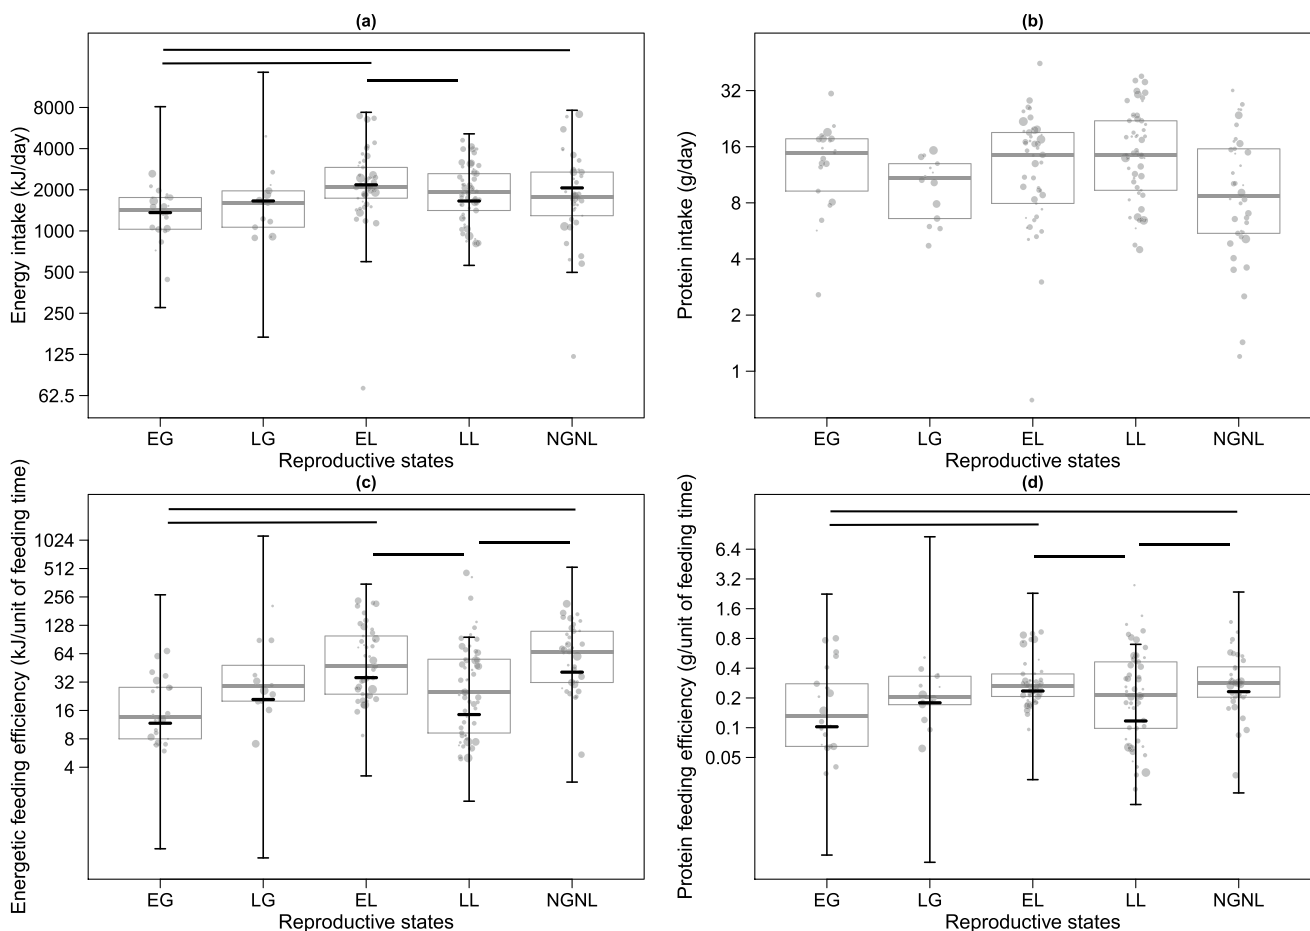 (a)
Energy intake (kJ/day)
8000
4000
2000
1000
500
250
125
62.5
EG LG EL LL NGNL
Reproductive states
(b)
Protein intake (g/day)
32
16
8
4
2
1
EG LG EL LL NGNL
Reproductive states
(c)
Energetic feeding efficiency (kJ/unit of feeding time)
1024
512
256
128
64
32
16
8
4
EG LG EL LL NGNL
Reproductive states
(d)
Protein feeding efficiency (g/unit of feeding time)
6.4
3.2
1.6
0.8
0.4
0.2
0.1
0.05
EG LG EL LL NGNL
Reproductive states